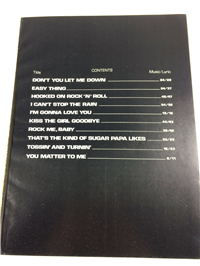 CONTENTS
Title Music/Lyric
DON'T YOU LET ME DOWN
EASY THING
HOOKED ON ROCK 'N' ROLL
I CAN'T STOP THE RAIN
I'M GONNA LOVE YOU
KISS THE GIRL GOODBYE
ROCK ME, BABY
THAT'S THE KIND OF SUGAR PAPA LIKES
TOSSIN' AND TURNIN'
YOU MATTER TO ME